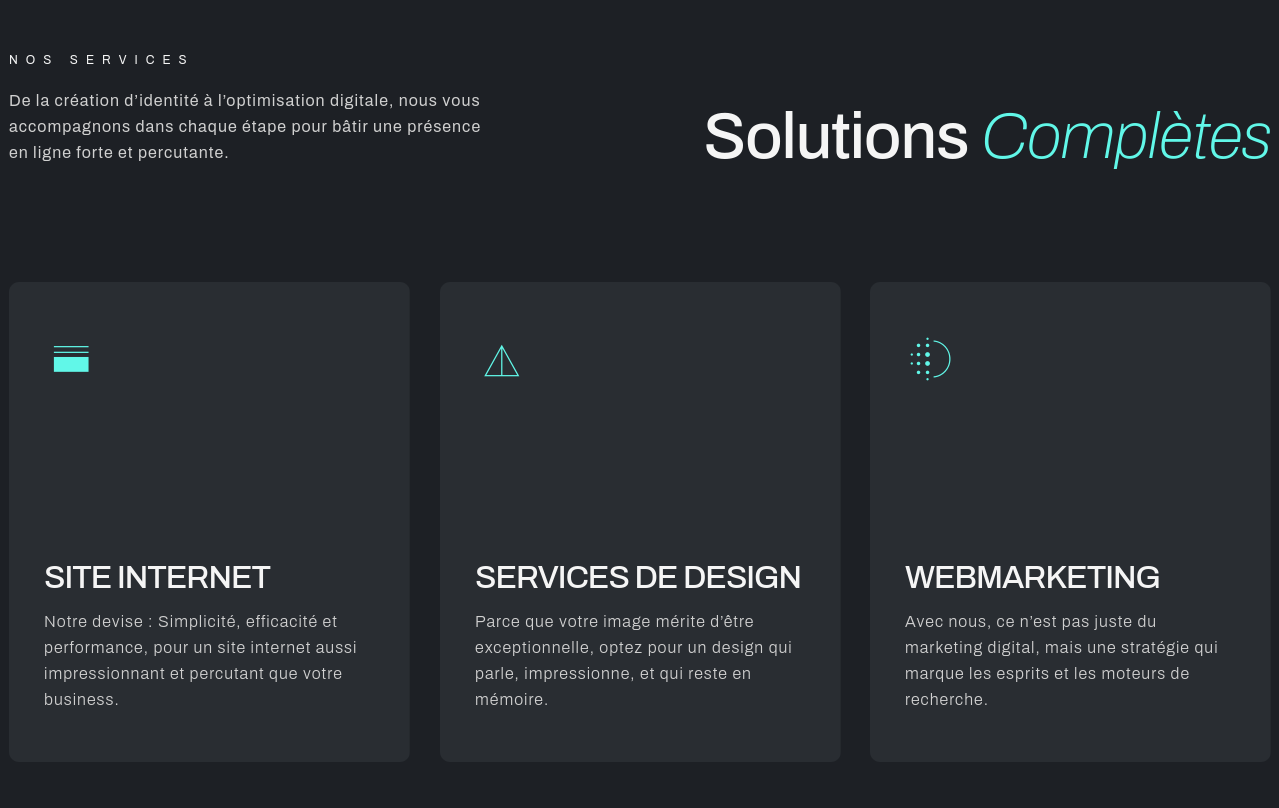 NOS SERVICES
De la création d’identité à l’optimisation digitale, nous vous
accompagnons dans chaque étape pour bâtir une présence
en ligne forte et percutante.
Solutions Complètes
SITE INTERNET
Notre devise : Simplicité, efficacité et
performance, pour un site internet aussi
impressionnant et percutant que votre
business.
SERVICES DE DESIGN
Parce que votre image mérite d’être
exceptionnelle, optez pour un design qui
parle, impressionne, et qui reste en
mémoire.
WEBMARKETING
Avec nous, ce n’est pas juste du
marketing digital, mais une stratégie qui
marque les esprits et les moteurs de
recherche.